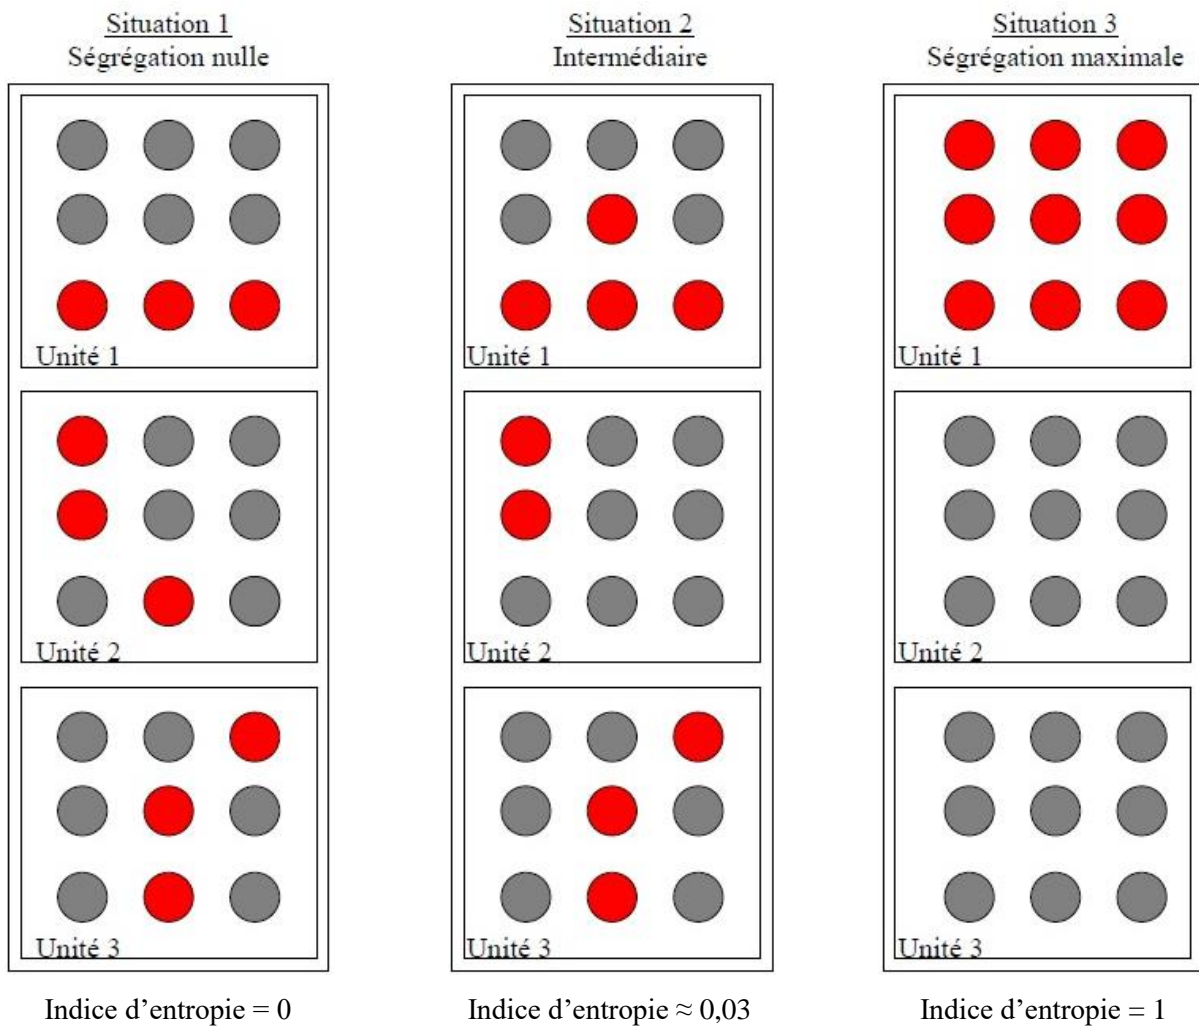 Situation 1
Ségrégation nulle
Unité 1
Unité 2
Unité 3
Indice d’entropie = 0
Situation 2
Intermédiaire
Unité 1
Unité 2
Unité 3
Indice d’entropie ≈ 0,03
Situation 3
Ségrégation maximale
Unité 1
Unité 2
Unité 3
Indice d’entropie = 1